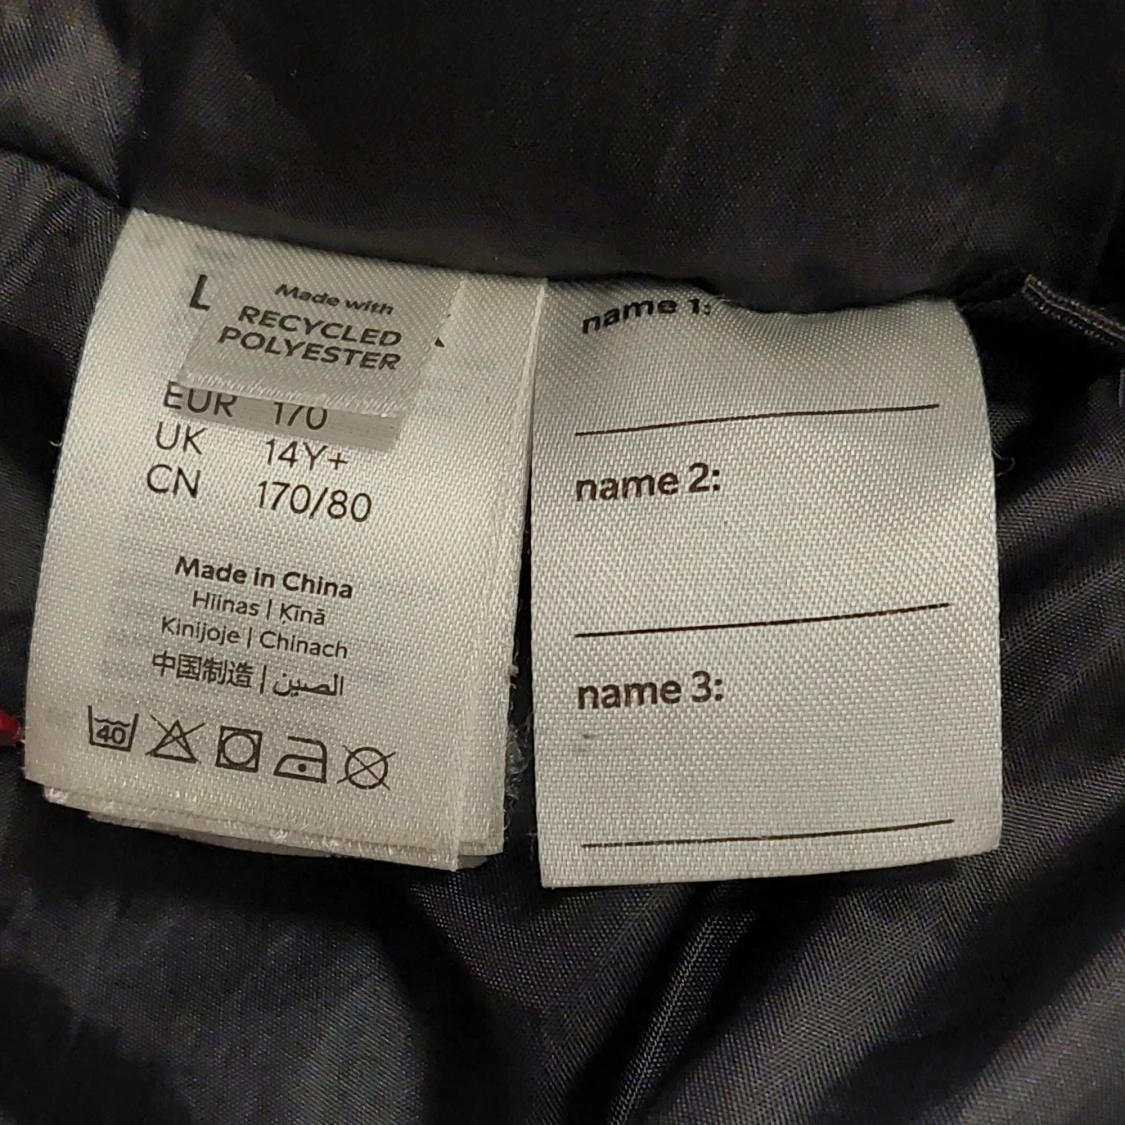 L
Made with
RECYCLED
POLYESTER
EUR 170
UK 14Y+
CN 170/80
Made in China
Hiinas | Ķīnā
Kinijoje | Chinach
中国制造 | الصين
40
name 1:
name 2:
name 3: